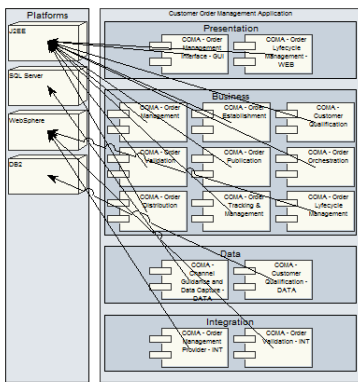 Platforms
Customer Order Management Application
J2EE
SQL Server
WebSphere
DB2
Presentation
COMA - Order
Management
Interface - GUI
COMA - Order
Lyfecycle
Management -
WEB
Business
COMA - Order
Management
COMA - Order
Establishment
COMA -
Customer
Qualification
COMA - Order
Validation
COMA - Order
Publication
COMA - Order
Orchestration
COMA - Order
Distribution
COMA - Order
Tracking &
Management
COMA - Order
Lyfecycle
Management
Data
COMA -
Channel
Guidance and
Data Capture -
DATA
COMA -
Customer
Qualification -
DATA
Integration
COMA - Order
Management
Provider - INT
COMA - Order
Validation - INT